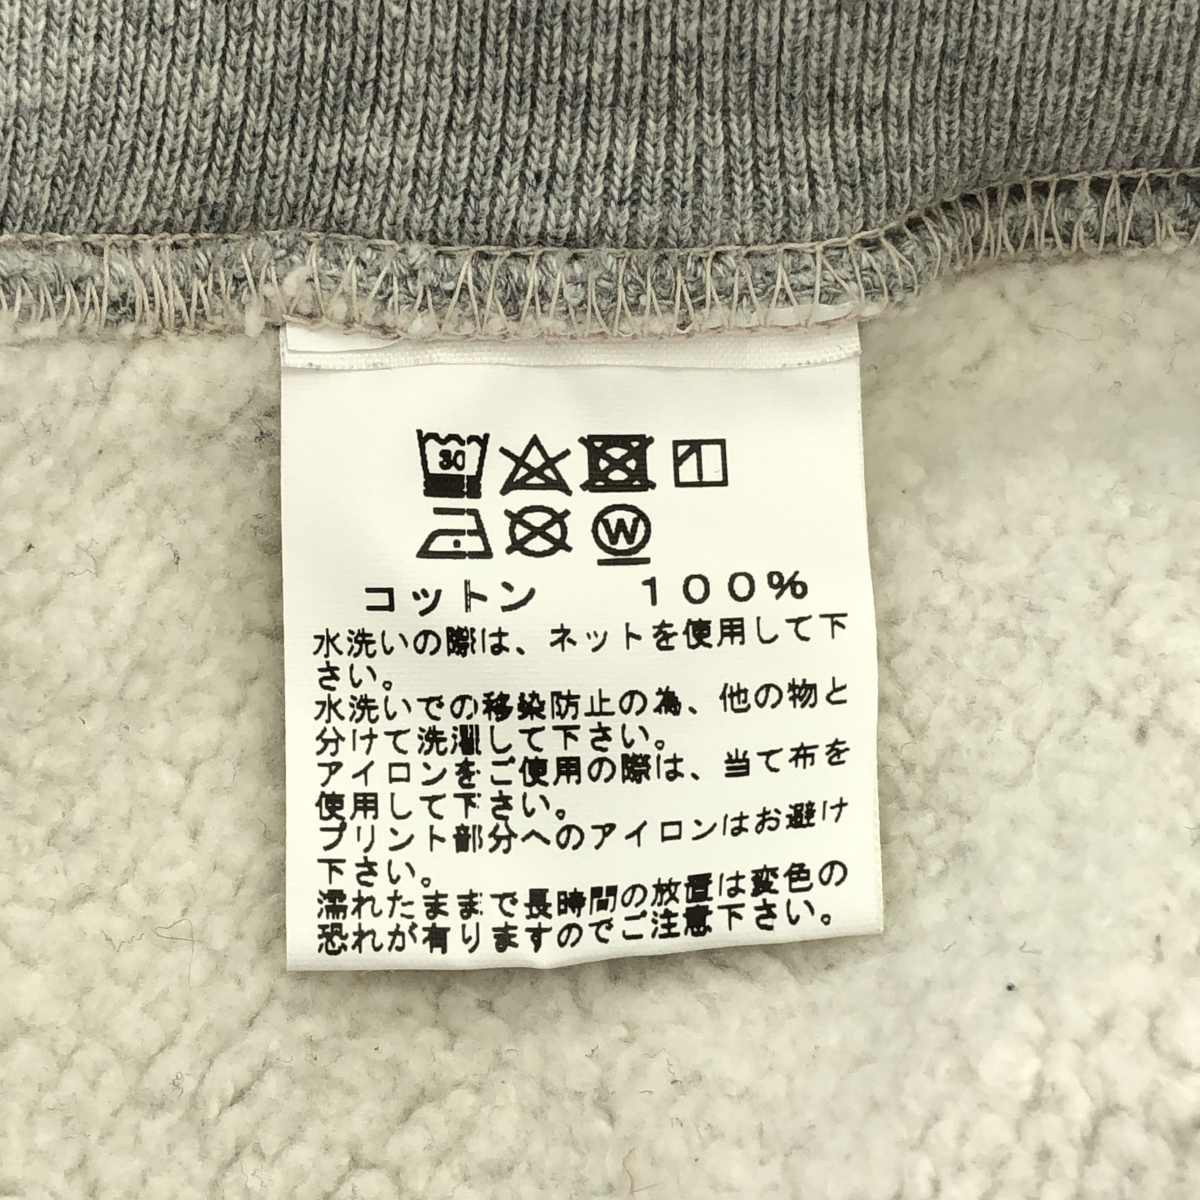 30
W
コットン 100%
水洗いの際は、ネットを使用して下
さい。
水洗いでの移染防止の為、他の物と
分けて洗濯して下さい。
アイロンをご使用の際は、当て布を
使用して下さい。
プリント部分へのアイロンはお避け
下さい。
濡れたままで長時間の放置は変色の
恐れが有りますのでご注意下さい。